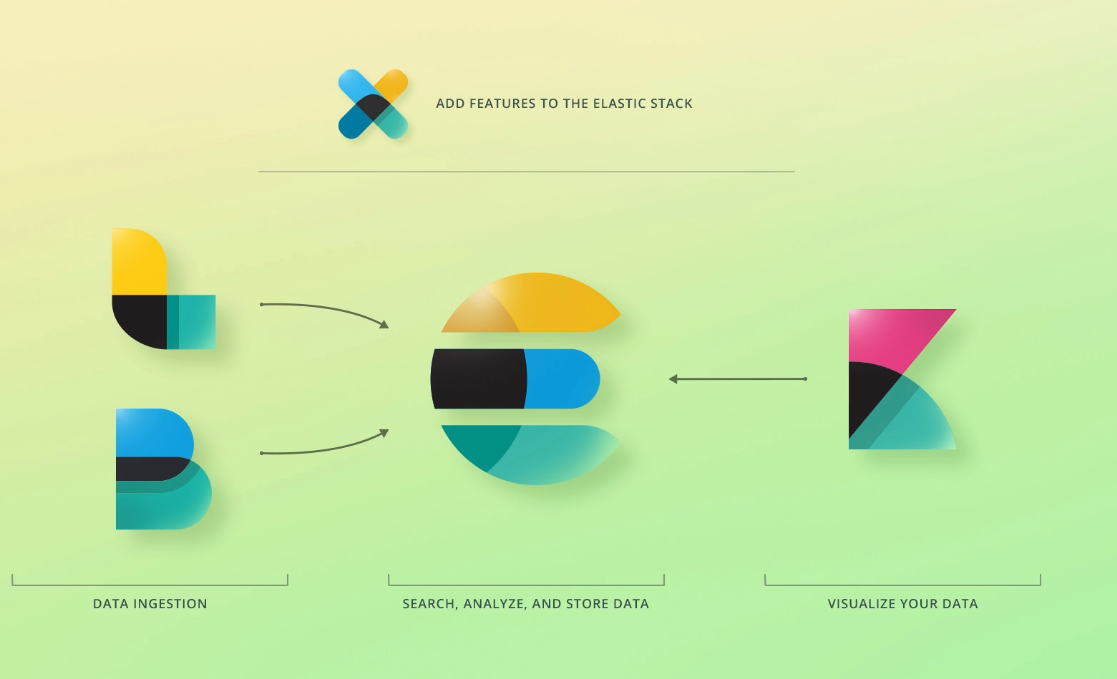 ADD FEATURES TO THE ELASTIC STACK
DATA INGESTION
SEARCH, ANALYZE, AND STORE DATA
VISUALIZE YOUR DATA